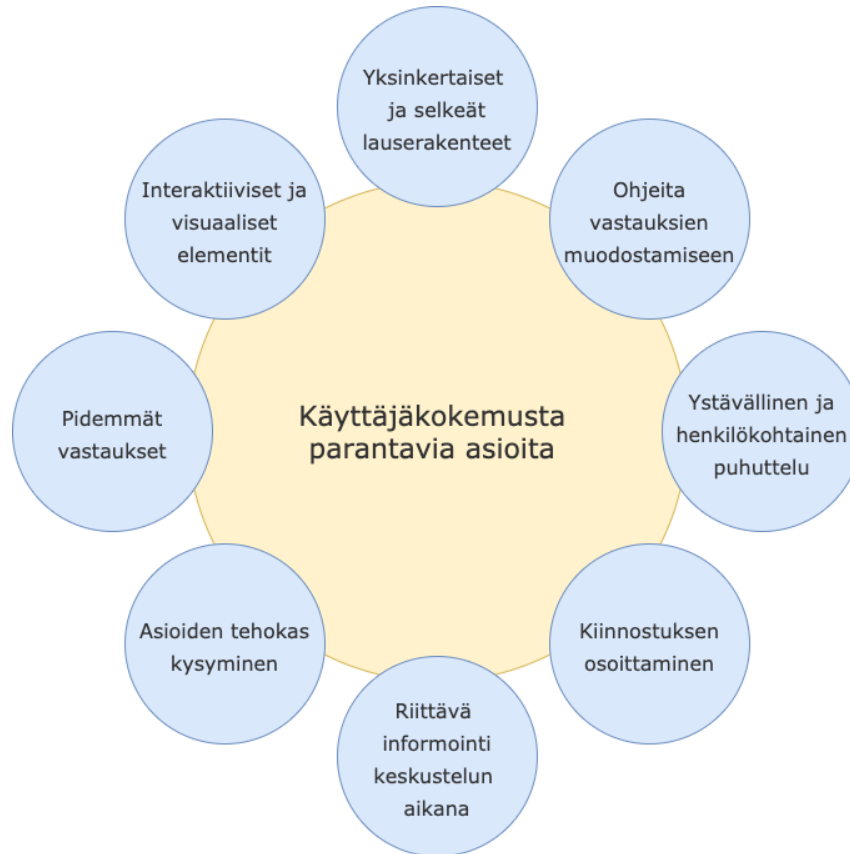 Yksinkertaiset
ja selkeät
lauserakenteet
Ohjeita
vastauksien
muodostamiseen
Ystävällinen ja
henkilökohtainen
puhuttelu
Kiinnostuksen
osoittaminen
Riittävä
informointi
keskustelun
aikana
Asioiden tehokas
kysyminen
Pidemmät
vastaukset
Interaktiiviset ja
visuaaliset
elementit
Käyttäjäkokemusta
parantavia asioita